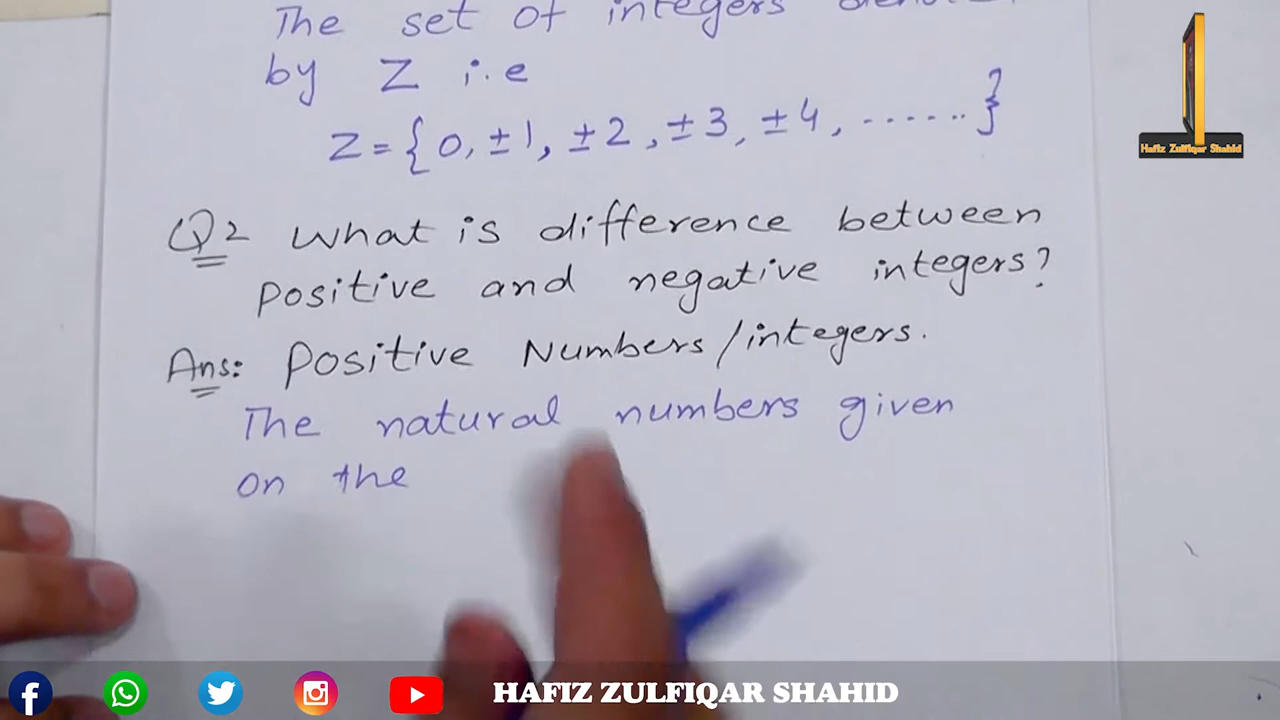 The set of integers
by Z i.e
Z = {0, ±1, ±2, ±3, ±4, ......}
Q2 What is difference between
positive and negative integers?
Ans: Positive Numbers/integers.
The natural numbers given
on the
Hafiz Zulfiqar Shahid
HAFIZ ZULFIQAR SHAHID